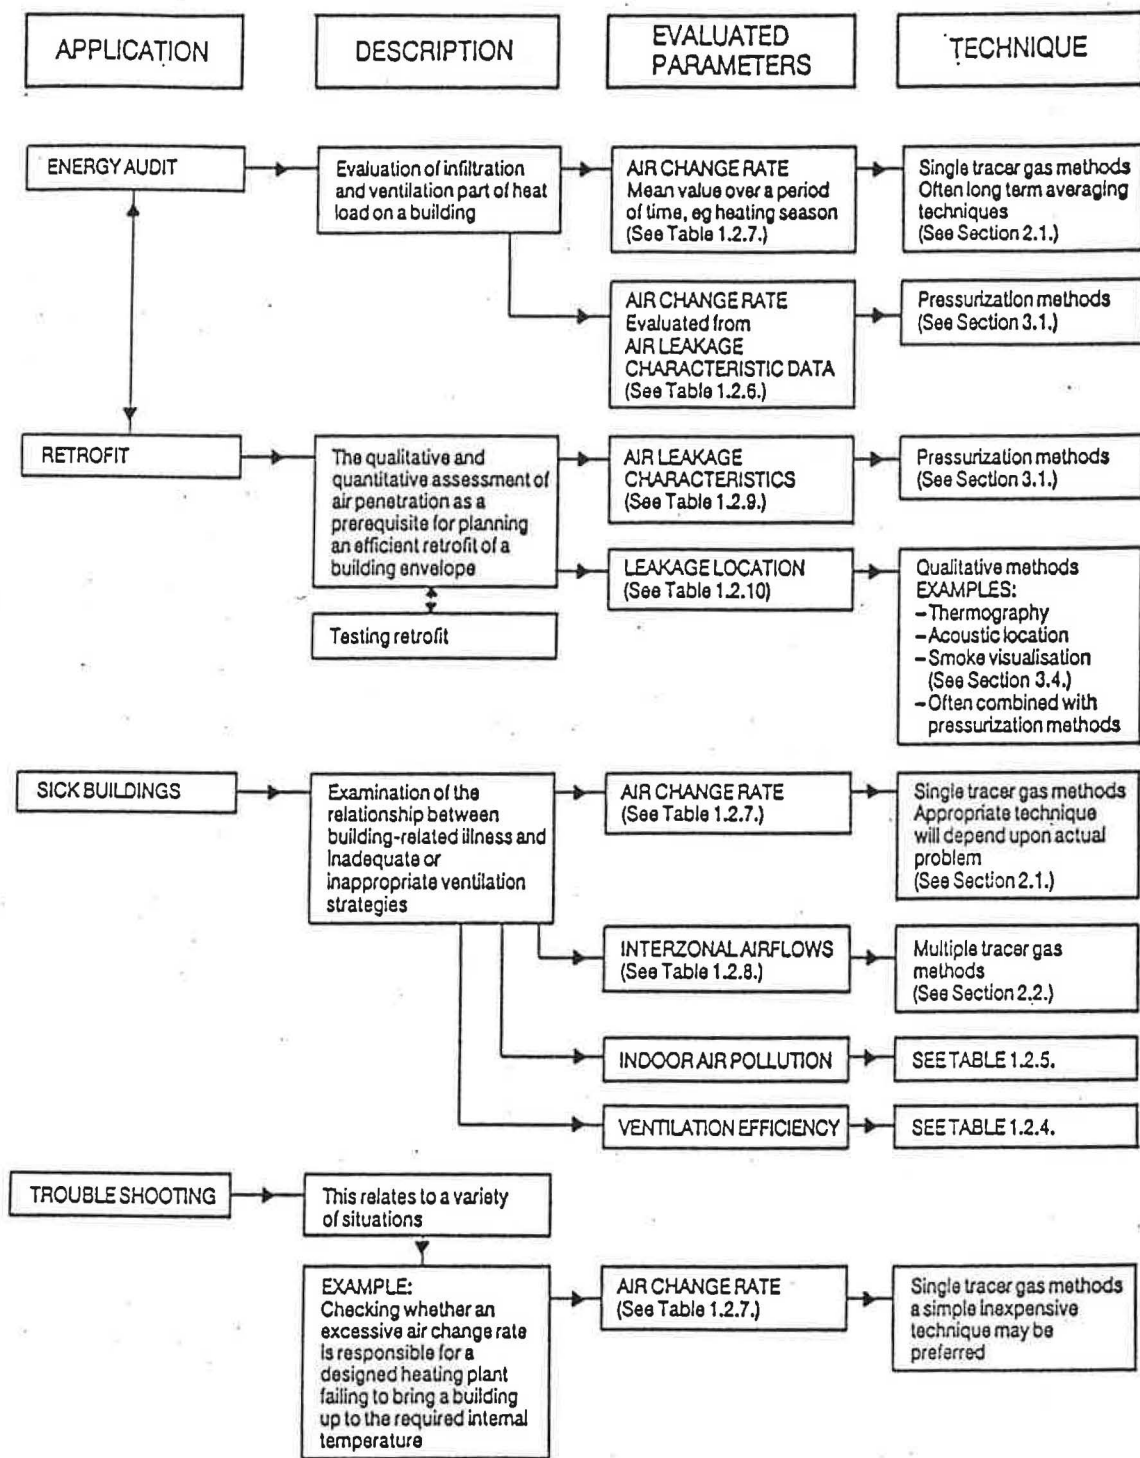 APPLICATION
DESCRIPTION
EVALUATED
PARAMETERS
TECHNIQUE
ENERGY AUDIT
Evaluation of infiltration
and ventilation part of heat
load on a building
AIR CHANGE RATE
Mean value over a period
of time, eg heating season
(See Table 1.2.7.)
Single tracer gas methods
Often long term averaging
techniques
(See Section 2.1.)
AIR CHANGE RATE
Evaluated from
AIR LEAKAGE
CHARACTERISTIC DATA
(See Table 1.2.6.)
Pressurization methods
(See Section 3.1.)
RETROFIT
The qualitative and
quantitative assessment of
air penetration as a
prerequisite for planning
an efficient retrofit of a
building envelope
AIR LEAKAGE
CHARACTERISTICS
(See Table 1.2.9.)
Pressurization methods
(See Section 3.1.)
LEAKAGE LOCATION
(See Table 1.2.10)
Qualitative methods
EXAMPLES:
–Thermography
–Acoustic location
–Smoke visualisation
(See Section 3.4.)
–Often combined with
pressurization methods
Testing retrofit
SICK BUILDINGS
Examination of the
relationship between
building-related illness and
Inadequate or
inappropriate ventilation
strategies
AIR CHANGE RATE
(See Table 1.2.7.)
Single tracer gas methods
Appropriate technique
will depend upon actual
problem
(See Section 2.1.)
INTERZONAL AIRFLOWS
(See Table 1.2.8.)
Multiple tracer gas
methods
(See Section 2.2.)
INDOOR AIR POLLUTION
SEE TABLE 1.2.5.
VENTILATION EFFICIENCY
SEE TABLE 1.2.4.
TROUBLE SHOOTING
This relates to a variety
of situations
EXAMPLE:
Checking whether an
excessive air change rate
is responsible for a
designed heating plant
failing to bring a building
up to the required internal
temperature
AIR CHANGE RATE
(See Table 1.2.7.)
Single tracer gas methods
a simple inexpensive
technique may be
preferred